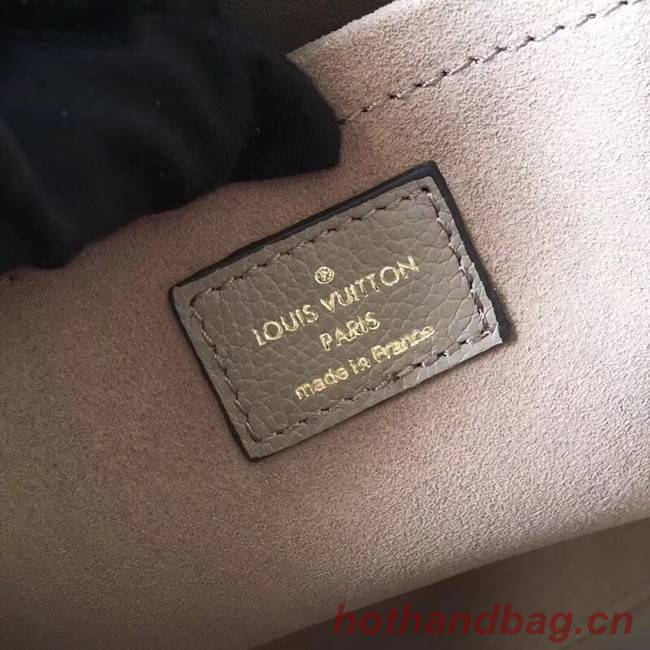 LOUIS VUITTON
PARIS
made in France
hothandbag.cn